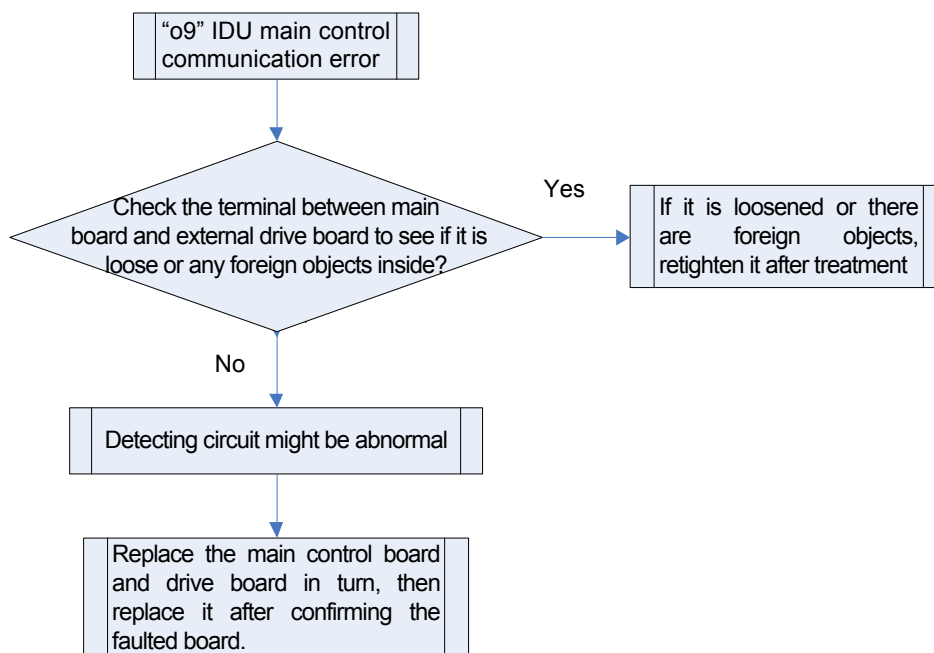 “o9” IDU main control
communication error
Check the terminal between main
board and external drive board to see if it is
loose or any foreign objects inside?
Yes
If it is loosened or there
are foreign objects,
retighten it after treatment
No
Detecting circuit might be abnormal
Replace the main control board
and drive board in turn, then
replace it after confirming the
faulted board.